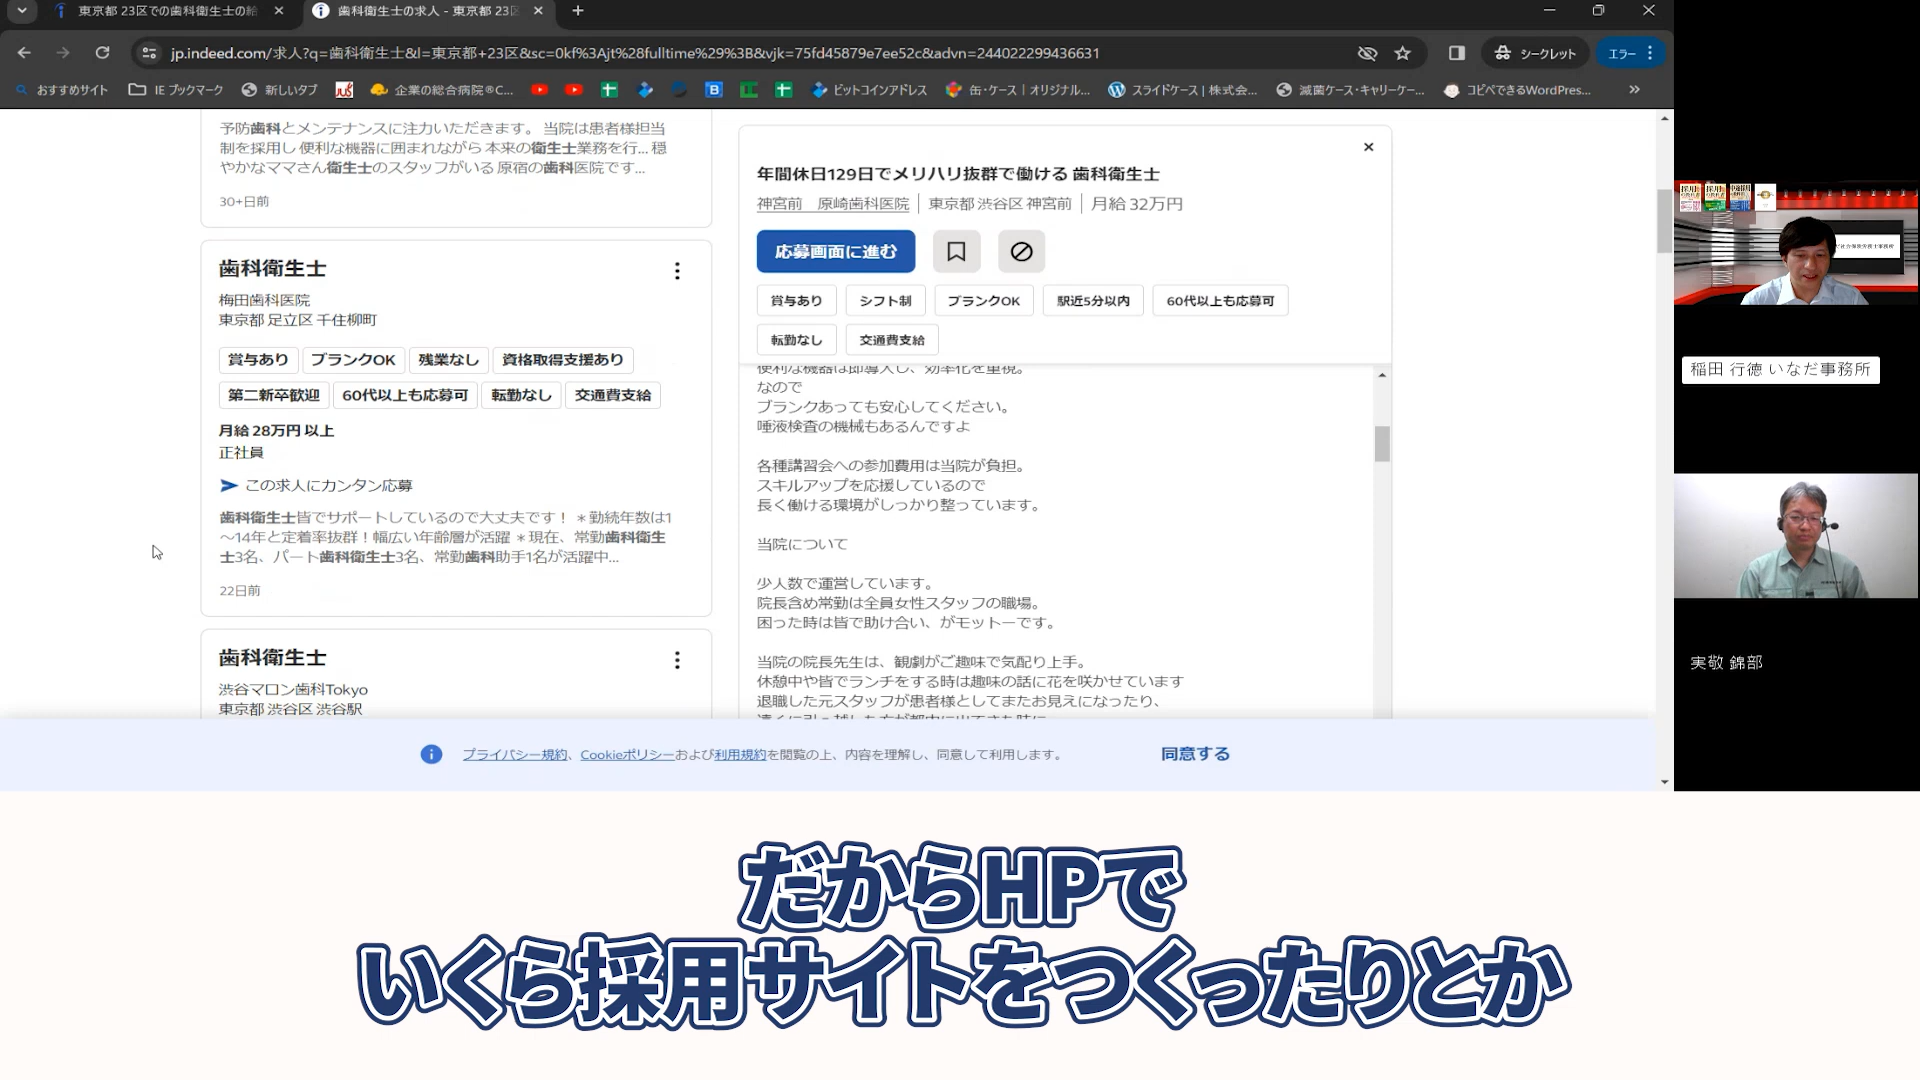 東京都 23区での歯科衛生士の給
歯科衛生士の求人 - 東京都 23区
jp.indeed.com/求人?q=歯科衛生士&l=東京都+23区&sc=0kf%3Ajt%28fulltime%29%3B&vjk=75fd45879e7ee52c&advn=244022299436631
シークレット
エラー
おすすめサイト
IE ブックマーク
新しいタブ
企業の総合病院®C...
ビットコインアドレス
缶･ケース | オリジナル...
スライドケース | 株式会...
滅菌ケース･キャリーケー...
コピペできるWordPres...
予防歯科とメンテナンスに注力いただきます。 当院は患者様担当
制を採用し 便利な機器に囲まれながら 本来の衛生士業務を行... 穏
やかなママさん衛生士のスタッフがいる 原宿の歯科医院です...
30+日前
歯科衛生士
梅田歯科医院
東京都 足立区 千住柳町
賞与あり ブランクOK 残業なし 資格取得支援あり
第二新卒歓迎 60代以上も応募可 転勤なし 交通費支給
月給 28万円 以上
正社員
この求人にカンタン応募
歯科衛生士皆でサポートしているので大丈夫です！ ＊勤続年数は1
～14年と定着率抜群！幅広い年齢層が活躍 ＊現在、常勤歯科衛生
士3名、パート歯科衛生士3名、常勤歯科助手1名が活躍中...
22日前
歯科衛生士
渋谷マロン歯科Tokyo
東京都 渋谷区 渋谷駅
年間休日129日でメリハリ抜群で働ける 歯科衛生士
神宮前 原崎歯科医院 東京都 渋谷区 神宮前 月給 32万円
応募画面に進む
賞与あり シフト制 ブランクOK 駅近5分以内 60代以上も応募可
転勤なし 交通費支給
便利な機器は即導入し、効率化を重視。
なので
ブランクあっても安心してください。
唾液検査の機械もあるんですよ
各種講習会への参加費用は当院が負担。
スキルアップを応援しているので
長く働ける環境がしっかり整っています。
当院について
少人数で運営しています。
院長含め常勤は全員女性スタッフの職場。
困った時は皆で助け合い、がモットーです。
当院の院長先生は、観劇がご趣味で気配り上手。
休憩中や皆でランチをする時は趣味の話に花を咲かせています
退職した元スタッフが患者様としてまたお見えになったり、
プライバシー規約、Cookieポリシーおよび利用規約を閲覧の上、内容を理解し、同意して利用します。
同意する
稲田 行徳 いなだ事務所
実敬 錦部
だからHPで
いくら採用サイトをつくったりとか